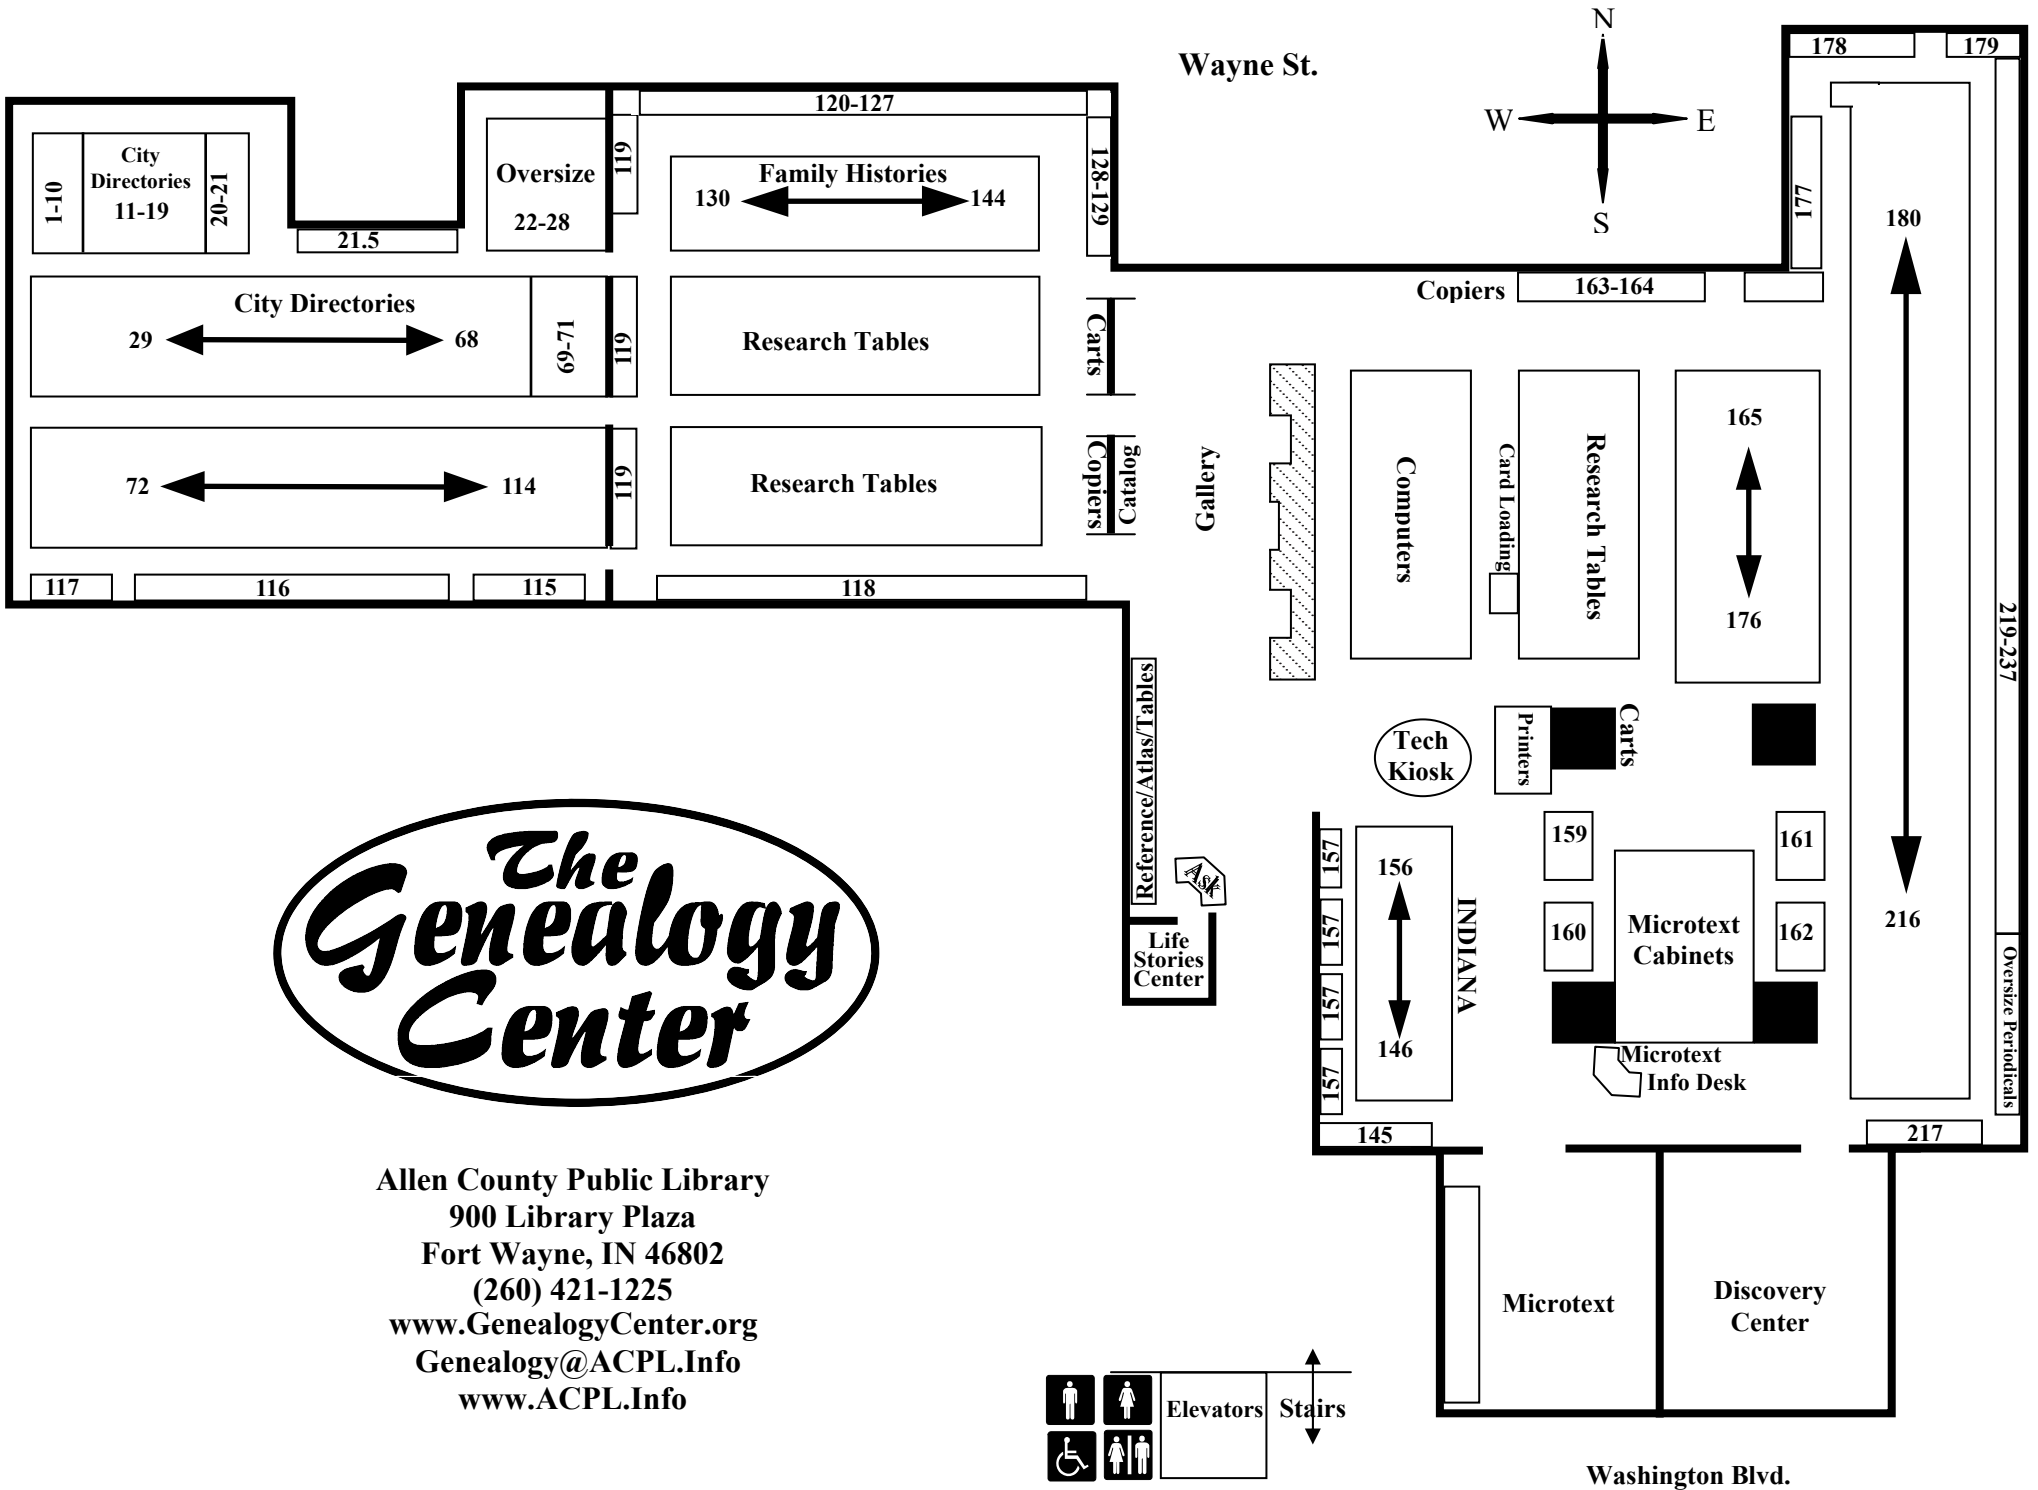 N
Wayne St.
W
E
S
178
179
120-127
119
128-129
177
City
Directories
11-19
1-10
20-21
Oversize
22-28
Family Histories
130
144
180
21.5
Copiers
163-164
City Directories
29
68
69-71
119
Research Tables
Carts
165
176
72
114
119
Research Tables
Copiers
Catalog
Gallery
Computers
Card Loading
Research Tables
117
116
115
118
219-237
Reference/Atlas/Tables
Tech
Kiosk
Printers
Carts
Ask
157
157
157
157
156
146
INDIANA
159
161
160
162
Microtext
Cabinets
216
Life
Stories
Center
Oversize Periodicals
Microtext
Info Desk
145
217
The
Genealogy
Center
Allen County Public Library
900 Library Plaza
Fort Wayne, IN 46802
(260) 421-1225
www.GenealogyCenter.org
Genealogy@ACPL.Info
www.ACPL.Info
Microtext
Discovery
Center
Elevators
Stairs
Washington Blvd.